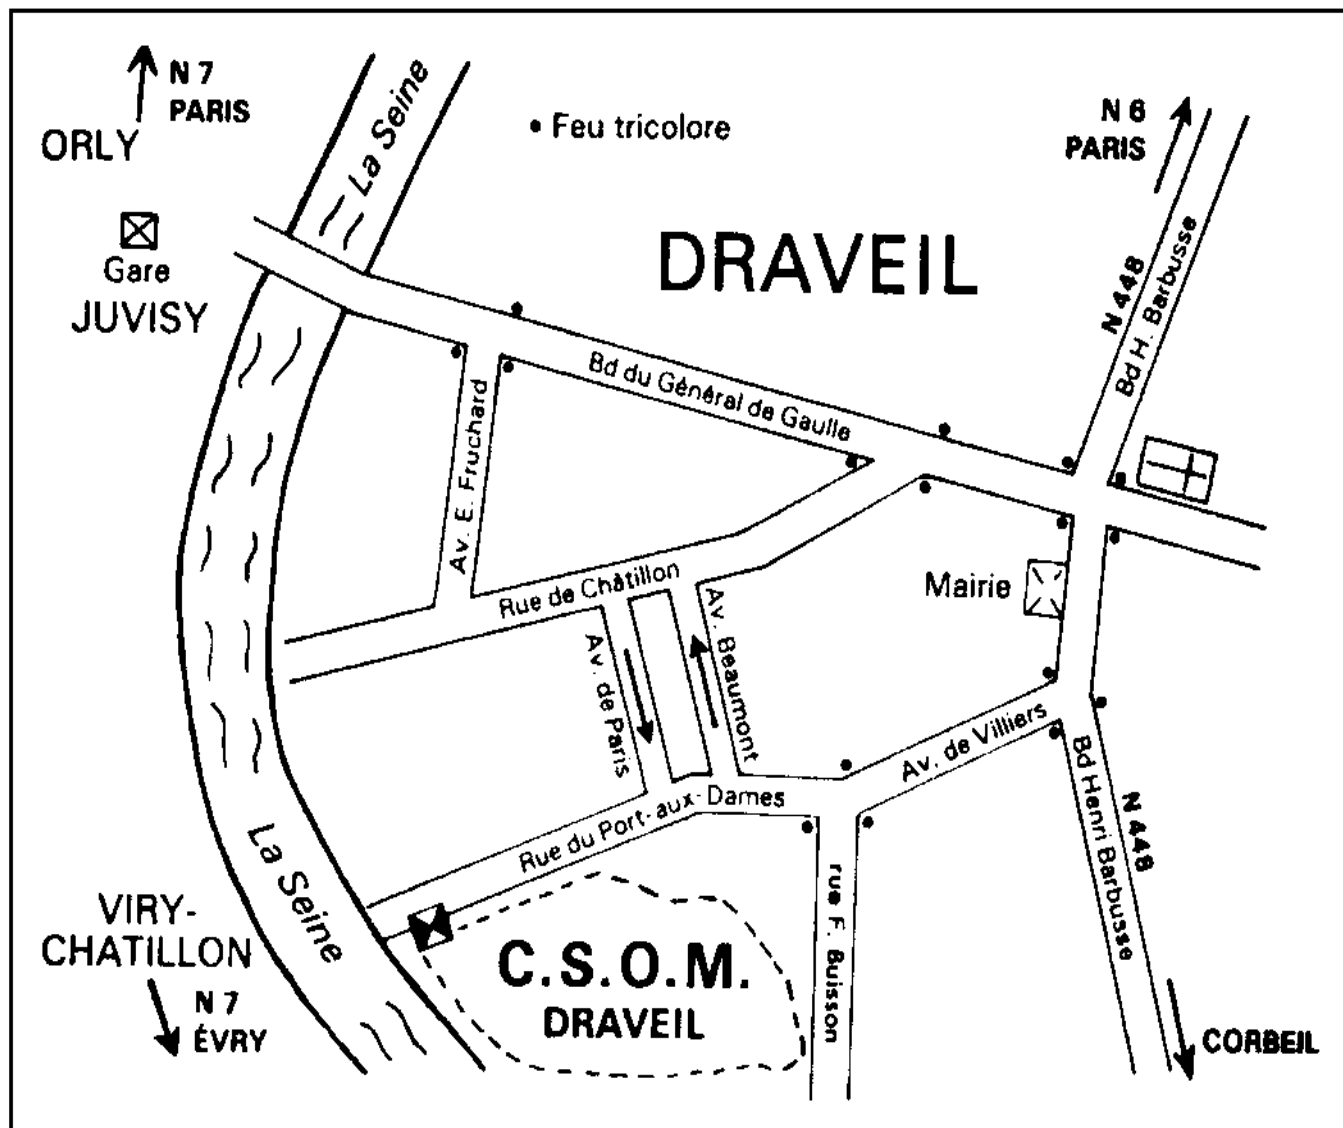 N 7
PARIS
ORLY
La Seine
• Feu tricolore
N 6
PARIS
Gare
JUVISY
DRAVEIL
N 448
Bd H. Barbusse
Bd du Général de Gaulle
Av. E. Fruchard
Rue de Châtillon
Mairie
Av. de Paris
Av. Beaumont
Av. de Villiers
Rue du Port-aux-Dames
Bd Henri Barbusse
N 448
rue F. Buisson
La Seine
VIRY-
CHATILLON
N 7
ÉVRY
C.S.O.M.
DRAVEIL
CORBEIL